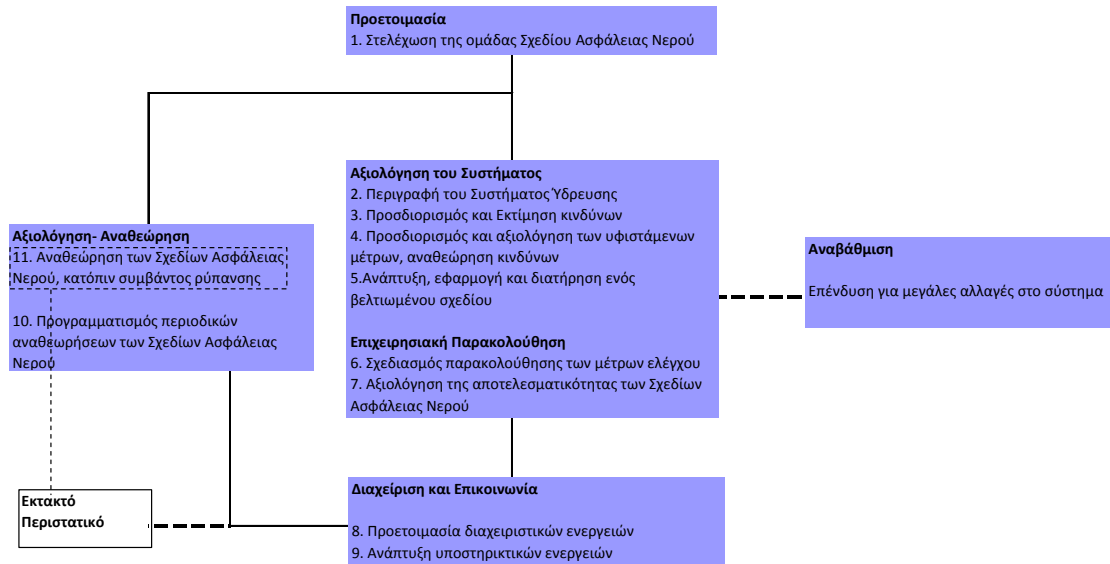 Προετοιμασία
1. Στελέχωση της ομάδας Σχεδίου Ασφάλειας Νερού
Αξιολόγηση του Συστήματος
2. Περιγραφή του Συστήματος Ύδρευσης
3. Προσδιορισμός και Εκτίμηση κινδύνων
4. Προσδιορισμός και αξιολόγηση των υφιστάμενων
μέτρων, αναθεώρηση κινδύνων
5.Ανάπτυξη, εφαρμογή και διατήρηση ενός
βελτιωμένου σχεδίου
Επιχειρησιακή Παρακολούθηση
6. Σχεδιασμός παρακολούθησης των μέτρων ελέγχου
7. Αξιολόγηση της αποτελεσματικότητας των Σχεδίων
Ασφάλειας Νερού
Αξιολόγηση- Αναθεώρηση
11. Αναθεώρηση των Σχεδίων Ασφάλειας
Νερού, κατόπιν συμβάντος ρύπανσης
10. Προγραμματισμός περιοδικών
αναθεωρήσεων των Σχεδίων Ασφάλειας
Νερού
Αναβάθμιση
Επένδυση για μεγάλες αλλαγές στο σύστημα
Εκτακτό
Περιστατικό
Διαχείριση και Επικοινωνία
8. Προετοιμασία διαχειριστικών ενεργειών
9. Ανάπτυξη υποστηρικτικών ενεργειών